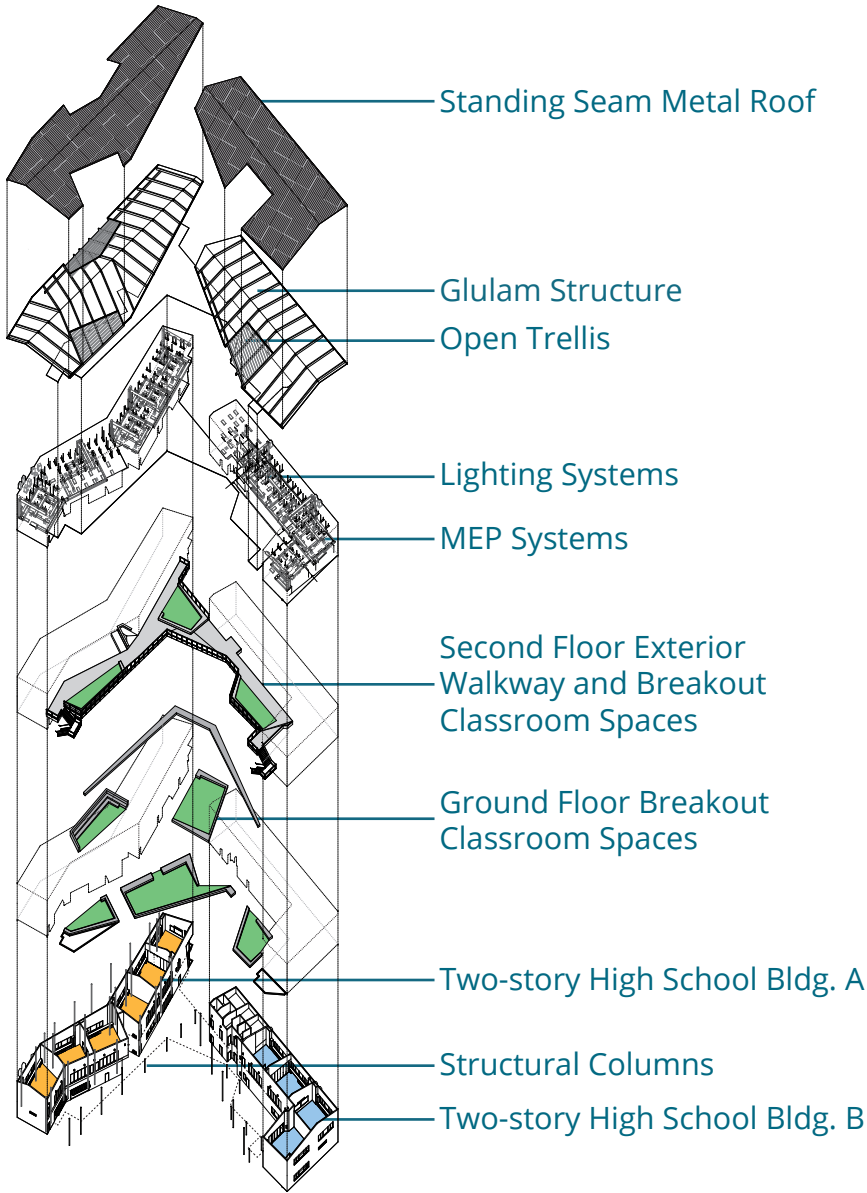 Standing Seam Metal Roof
Glulam Structure
Open Trellis
Lighting Systems
MEP Systems
Second Floor Exterior
Walkway and Breakout
Classroom Spaces
Ground Floor Breakout
Classroom Spaces
Two-story High School Bldg. A
Structural Columns
Two-story High School Bldg. B